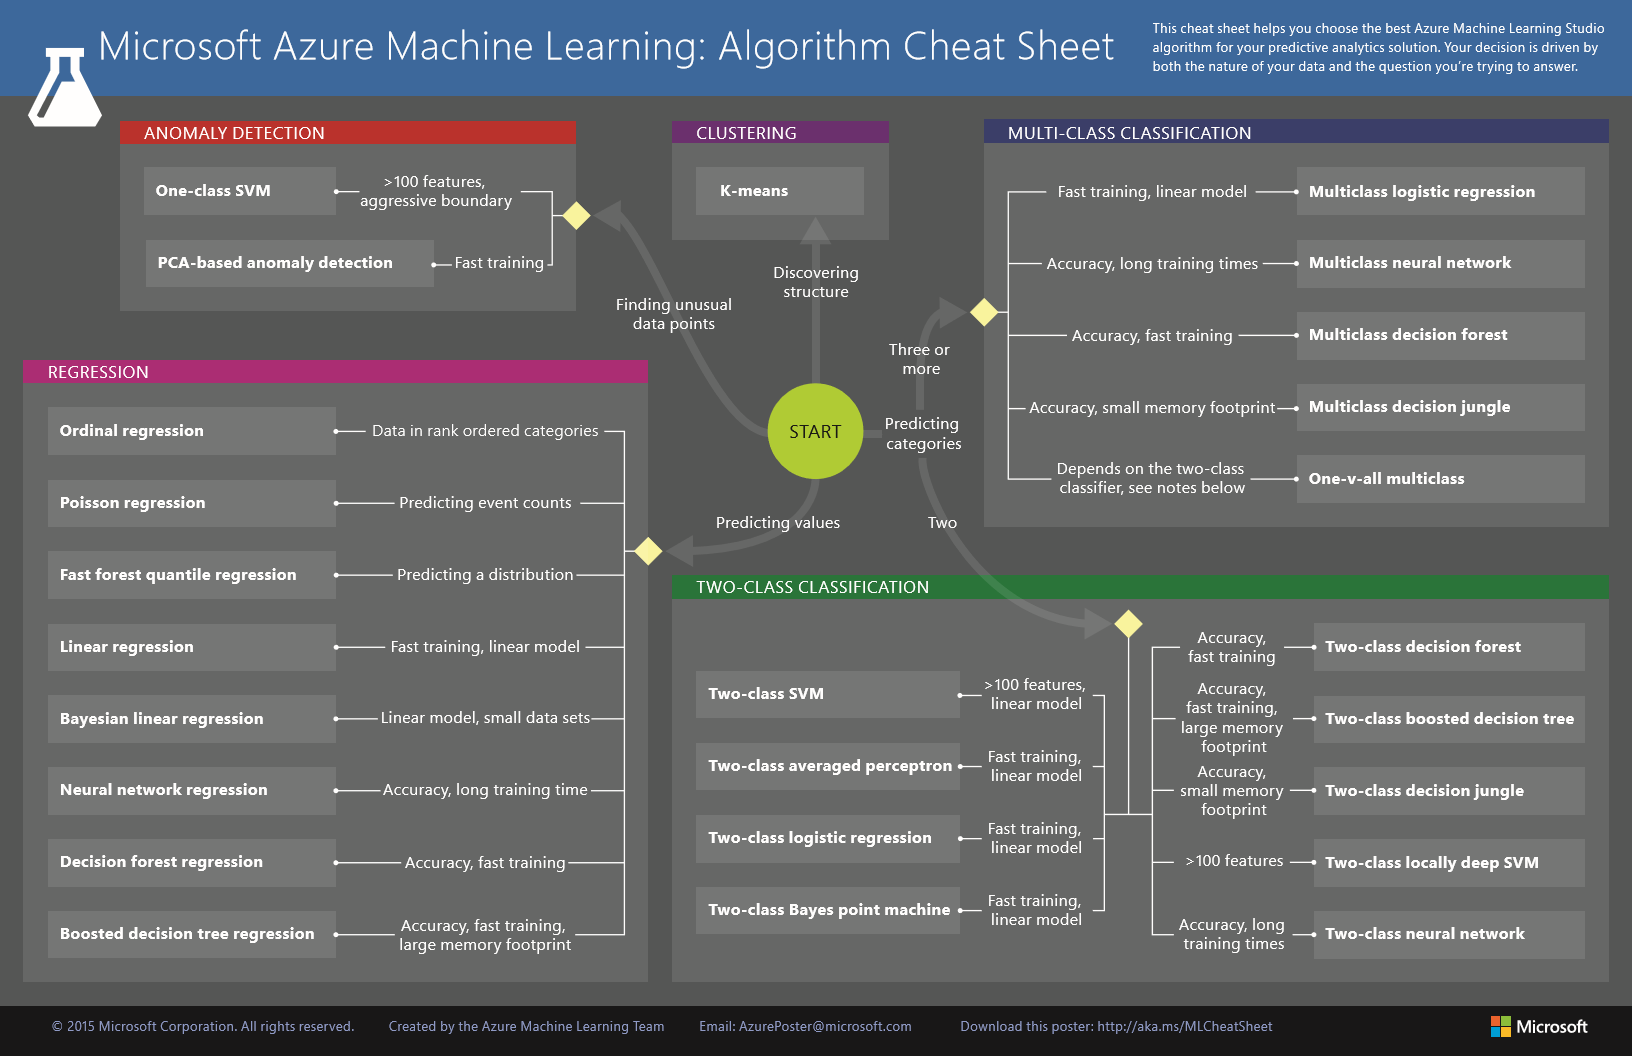 Microsoft Azure Machine Learning: Algorithm Cheat Sheet
This cheat sheet helps you choose the best Azure Machine Learning Studio
algorithm for your predictive analytics solution. Your decision is driven by
both the nature of your data and the question you're trying to answer.
ANOMALY DETECTION
One-class SVM
>100 features,
aggressive boundary
PCA-based anomaly detection
Fast training
CLUSTERING
K-means
Discovering
structure
Finding unusual
data points
START
Predicting
categories
Three or
more
Two
Predicting values
MULTI-CLASS CLASSIFICATION
Fast training, linear model
Multiclass logistic regression
Accuracy, long training times
Multiclass neural network
Accuracy, fast training
Multiclass decision forest
Accuracy, small memory footprint
Multiclass decision jungle
Depends on the two-class
classifier, see notes below
One-v-all multiclass
REGRESSION
Ordinal regression
Data in rank ordered categories
Poisson regression
Predicting event counts
Fast forest quantile regression
Predicting a distribution
Linear regression
Fast training, linear model
Bayesian linear regression
Linear model, small data sets
Neural network regression
Accuracy, long training time
Decision forest regression
Accuracy, fast training
Boosted decision tree regression
Accuracy, fast training,
large memory footprint
TWO-CLASS CLASSIFICATION
Two-class SVM
>100 features,
linear model
Two-class averaged perceptron
Fast training,
linear model
Two-class logistic regression
Fast training,
linear model
Two-class Bayes point machine
Fast training,
linear model
Accuracy,
fast training
Two-class decision forest
Accuracy,
fast training,
large memory
footprint
Two-class boosted decision tree
Accuracy,
small memory
footprint
Two-class decision jungle
>100 features
Two-class locally deep SVM
Accuracy, long
training times
Two-class neural network
© 2015 Microsoft Corporation. All rights reserved.
Created by the Azure Machine Learning Team
Email: AzurePoster@microsoft.com
Download this poster: http://aka.ms/MLCheatSheet
Microsoft